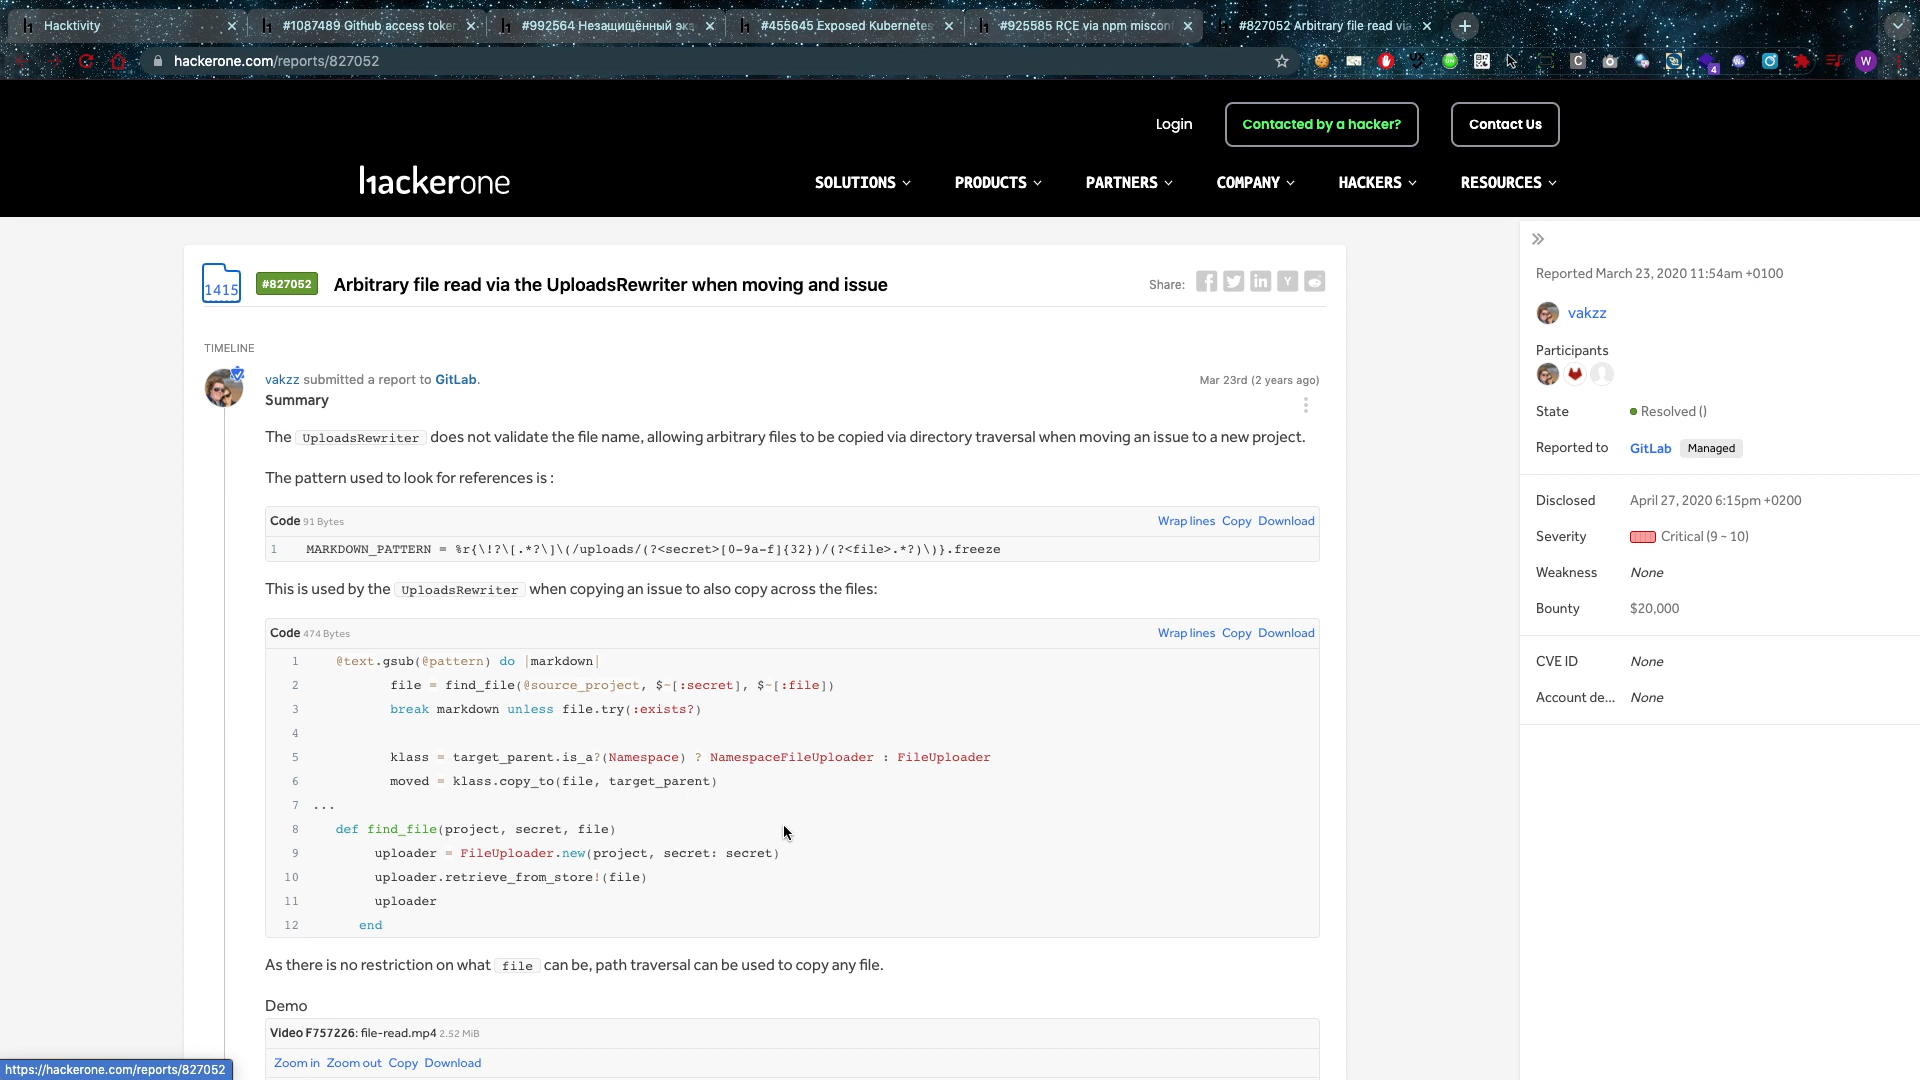 Hacktivity
#1087489 Github access token
#992564 Незащищённый экз
#455645 Exposed Kubernetes
#925585 RCE via npm misconf
#827052 Arbitrary file read via
hackerone.com/reports/827052
Login
Contacted by a hacker?
Contact Us
hackerone
SOLUTIONS
PRODUCTS
PARTNERS
COMPANY
HACKERS
RESOURCES
1415
#827052
Arbitrary file read via the UploadsRewriter when moving and issue
Share:
TIMELINE
vakzz submitted a report to GitLab.
Mar 23rd (2 years ago)
Summary
The UploadsRewriter does not validate the file name, allowing arbitrary files to be copied via directory traversal when moving an issue to a new project.
The pattern used to look for references is :
Code 91 Bytes
Wrap lines Copy Download
1 MARKDOWN_PATTERN = %r{\!?\[.*?\]\(/uploads/(?<secret>[0-9a-f]{32})/(?<file>.*?)\)}.freeze
This is used by the UploadsRewriter when copying an issue to also copy across the files:
Code 474 Bytes
Wrap lines Copy Download
1 @text.gsub(@pattern) do |markdown|
2 file = find_file(@source_project, $~[:secret], $~[:file])
3 break markdown unless file.try(:exists?)
4
5 klass = target_parent.is_a?(Namespace) ? NamespaceFileUploader : FileUploader
6 moved = klass.copy_to(file, target_parent)
7 ...
8 def find_file(project, secret, file)
9 uploader = FileUploader.new(project, secret: secret)
10 uploader.retrieve_from_store!(file)
11 uploader
12 end
As there is no restriction on what file can be, path traversal can be used to copy any file.
Demo
Video F757226: file-read.mp4 2.52 MiB
Zoom in Zoom out Copy Download
Reported March 23, 2020 11:54am +0100
vakzz
Participants
State Resolved ()
Reported to GitLab Managed
Disclosed April 27, 2020 6:15pm +0200
Severity Critical (9 ~ 10)
Weakness None
Bounty $20,000
CVE ID None
Account de... None
https://hackerone.com/reports/827052